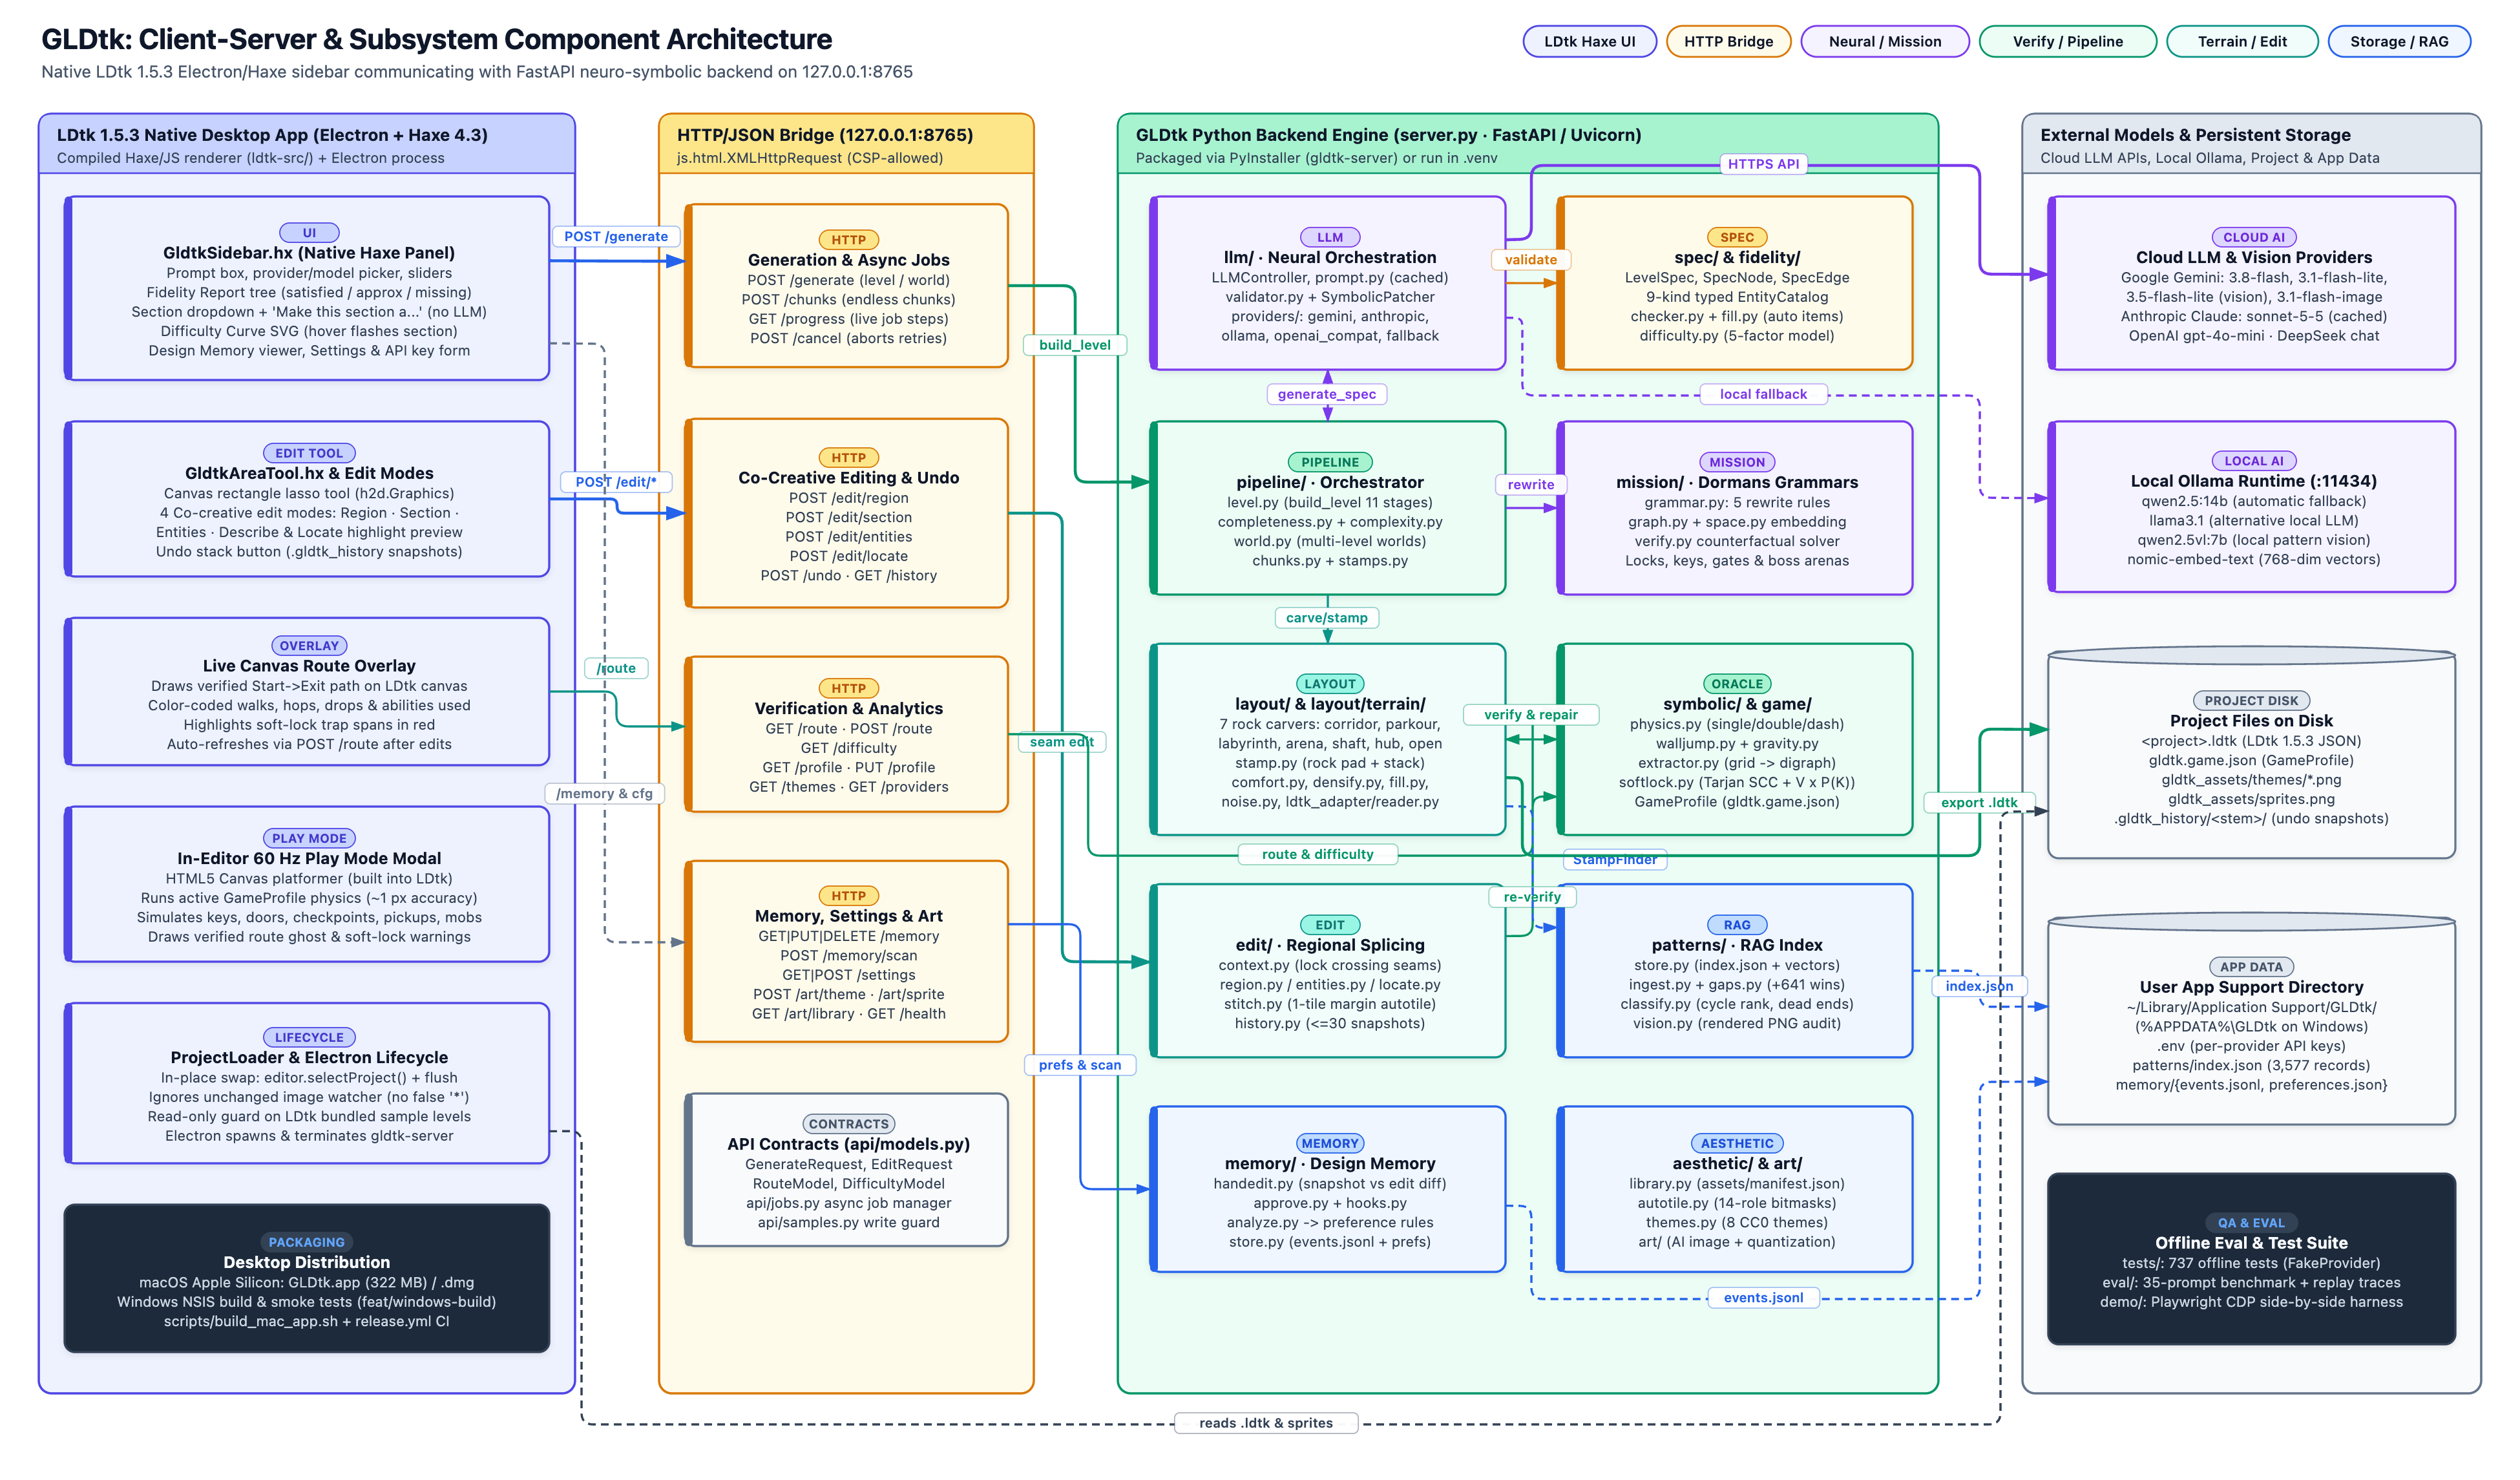 GLDtk: Client-Server & Subsystem Component Architecture
Native LDtk 1.5.3 Electron/Haxe sidebar communicating with FastAPI neuro-symbolic backend on 127.0.0.1:8765
LDtk Haxe UI
HTTP Bridge
Neural / Mission
Verify / Pipeline
Terrain / Edit
Storage / RAG
LDtk 1.5.3 Native Desktop App (Electron + Haxe 4.3)
Compiled Haxe/JS renderer (ldtk-src/) + Electron process
UI
GldtkSidebar.hx (Native Haxe Panel)
Prompt box, provider/model picker, sliders
Fidelity Report tree (satisfied / approx / missing)
Section dropdown + 'Make this section a...' (no LLM)
Difficulty Curve SVG (hover flashes section)
Design Memory viewer, Settings & API key form
EDIT TOOL
GldtkAreaTool.hx & Edit Modes
Canvas rectangle lasso tool (h2d.Graphics)
4 Co-creative edit modes: Region · Section ·
Entities · Describe & Locate highlight preview
Undo stack button (.gldtk_history snapshots)
OVERLAY
Live Canvas Route Overlay
Draws verified Start->Exit path on LDtk canvas
Color-coded walks, hops, drops & abilities used
Highlights soft-lock trap spans in red
Auto-refreshes via POST /route after edits
PLAY MODE
In-Editor 60 Hz Play Mode Modal
HTML5 Canvas platformer (built into LDtk)
Runs active GameProfile physics (~1 px accuracy)
Simulates keys, doors, checkpoints, pickups, mobs
Draws verified route ghost & soft-lock warnings
LIFECYCLE
ProjectLoader & Electron Lifecycle
In-place swap: editor.selectProject() + flush
Ignores unchanged image watcher (no false '*')
Read-only guard on LDtk bundled sample levels
Electron spawns & terminates gldtk-server
PACKAGING
Desktop Distribution
macOS Apple Silicon: GLDtk.app (322 MB) / .dmg
Windows NSIS build & smoke tests (feat/windows-build)
scripts/build_mac_app.sh + release.yml CI
POST /generate
POST /edit/*
/route
/memory & cfg
HTTP/JSON Bridge (127.0.0.1:8765)
js.html.XMLHttpRequest (CSP-allowed)
HTTP
Generation & Async Jobs
POST /generate (level / world)
POST /chunks (endless chunks)
GET /progress (live job steps)
POST /cancel (aborts retries)
HTTP
Co-Creative Editing & Undo
POST /edit/region
POST /edit/section
POST /edit/entities
POST /edit/locate
POST /undo · GET /history
HTTP
Verification & Analytics
GET /route · POST /route
GET /difficulty
GET /profile · PUT /profile
GET /themes · GET /providers
HTTP
Memory, Settings & Art
GET|PUT|DELETE /memory
POST /memory/scan
GET|POST /settings
POST /art/theme · /art/sprite
GET /art/library · GET /health
CONTRACTS
API Contracts (api/models.py)
GenerateRequest, EditRequest
RouteModel, DifficultyModel
api/jobs.py async job manager
api/samples.py write guard
build_level
seam edit
prefs & scan
GLDtk Python Backend Engine (server.py · FastAPI / Uvicorn)
Packaged via PyInstaller (gldtk-server) or run in .venv
HTTPS API
LLM
llm/ · Neural Orchestration
LLMController, prompt.py (cached)
validator.py + SymbolicPatcher
providers/: gemini, anthropic,
ollama, openai_compat, fallback
validate
SPEC
spec/ & fidelity/
LevelSpec, SpecNode, SpecEdge
9-kind typed EntityCatalog
checker.py + fill.py (auto items)
difficulty.py (5-factor model)
generate_spec
local fallback
PIPELINE
pipeline/ · Orchestrator
level.py (build_level 11 stages)
completeness.py + complexity.py
world.py (multi-level worlds)
chunks.py + stamps.py
rewrite
MISSION
mission/ · Dormans Grammars
grammar.py: 5 rewrite rules
graph.py + space.py embedding
verify.py counterfactual solver
Locks, keys, gates & boss arenas
carve/stamp
LAYOUT
layout/ & layout/terrain/
7 rock carvers: corridor, parkour,
labyrinth, arena, shaft, hub, open
stamp.py (rock pad + stack)
comfort.py, densify.py, fill.py,
noise.py, ldtk_adapter/reader.py
verify & repair
ORACLE
symbolic/ & game/
physics.py (single/double/dash)
walljump.py + gravity.py
extractor.py (grid -> digraph)
softlock.py (Tarjan SCC + V x P(K))
GameProfile (gldtk.game.json)
route & difficulty
StampFinder
re-verify
EDIT
edit/ · Regional Splicing
context.py (lock crossing seams)
region.py / entities.py / locate.py
stitch.py (1-tile margin autotile)
history.py (<=30 snapshots)
RAG
patterns/ · RAG Index
store.py (index.json + vectors)
ingest.py + gaps.py (+641 wins)
classify.py (cycle rank, dead ends)
vision.py (rendered PNG audit)
MEMORY
memory/ · Design Memory
handedit.py (snapshot vs edit diff)
approve.py + hooks.py
analyze.py -> preference rules
store.py (events.jsonl + prefs)
AESTHETIC
aesthetic/ & art/
library.py (assets/manifest.json)
autotile.py (14-role bitmasks)
themes.py (8 CC0 themes)
art/ (AI image + quantization)
events.jsonl
export .ldtk
index.json
reads .ldtk & sprites
External Models & Persistent Storage
Cloud LLM APIs, Local Ollama, Project & App Data
CLOUD AI
Cloud LLM & Vision Providers
Google Gemini: 3.8-flash, 3.1-flash-lite,
3.5-flash-lite (vision), 3.1-flash-image
Anthropic Claude: sonnet-5-5 (cached)
OpenAI gpt-4o-mini · DeepSeek chat
LOCAL AI
Local Ollama Runtime (:11434)
qwen2.5:14b (automatic fallback)
llama3.1 (alternative local LLM)
qwen2.5vl:7b (local pattern vision)
nomic-embed-text (768-dim vectors)
PROJECT DISK
Project Files on Disk
<project>.ldtk (LDtk 1.5.3 JSON)
gldtk.game.json (GameProfile)
gldtk_assets/themes/*.png
gldtk_assets/sprites.png
.gldtk_history/<stem>/ (undo snapshots)
APP DATA
User App Support Directory
~/Library/Application Support/GLDtk/
(%APPDATA%\GLDtk on Windows)
.env (per-provider API keys)
patterns/index.json (3,577 records)
memory/{events.jsonl, preferences.json}
QA & EVAL
Offline Eval & Test Suite
tests/: 737 offline tests (FakeProvider)
eval/: 35-prompt benchmark + replay traces
demo/: Playwright CDP side-by-side harness